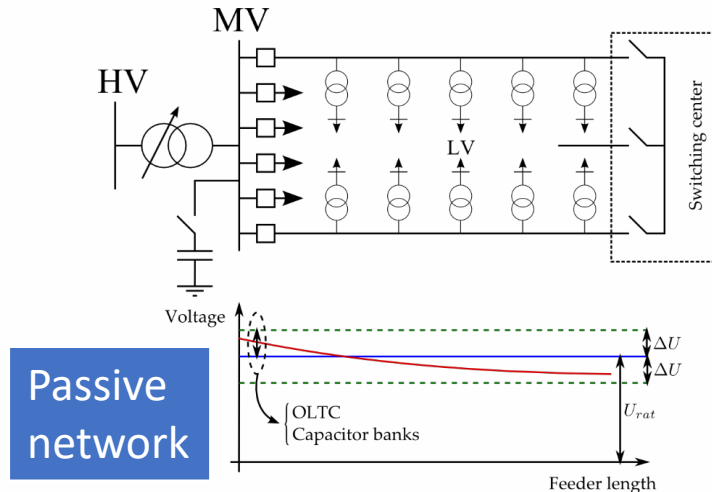 MV
HV
LV
Switching center
Voltage
ΔU
ΔU
U_rat
OLTC
Capacitor banks
Feeder length
Passive
network